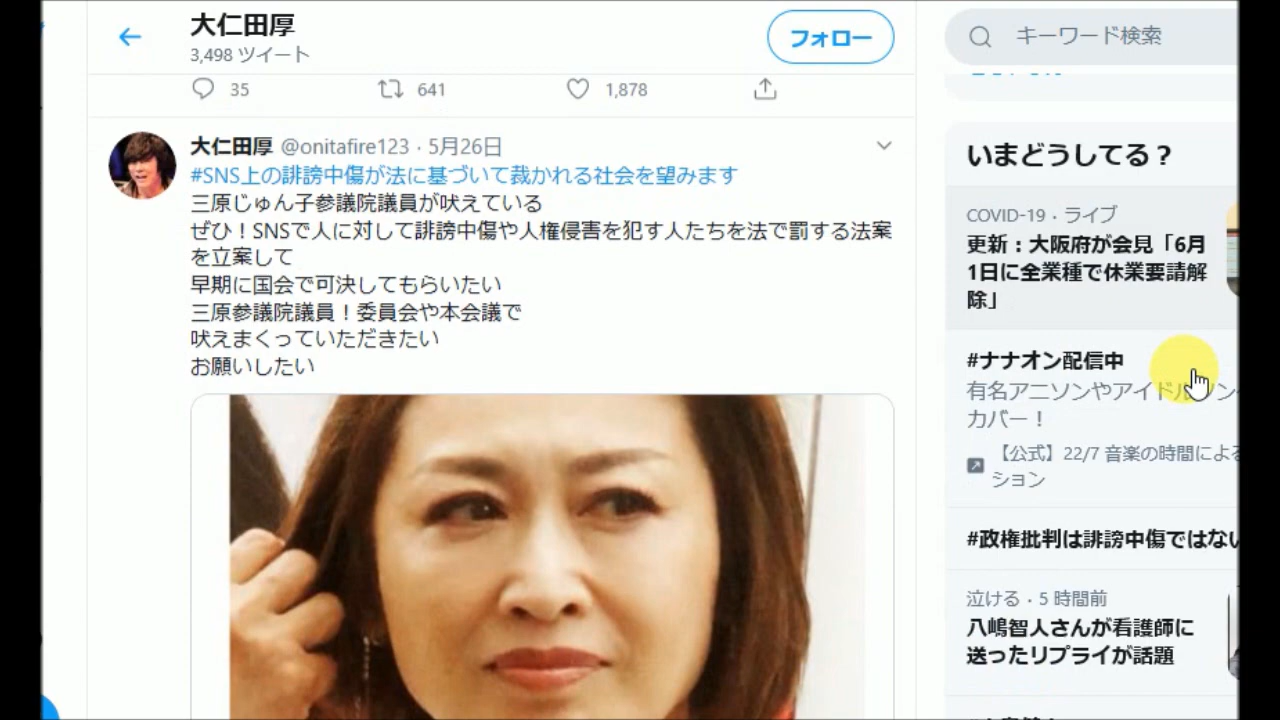 大仁田厚
3,498 ツイート
フォロー
キーワード検索
35
641
1,878
大仁田厚 @onitafire123 · 5月26日
#SNS上の誹謗中傷が法に基づいて裁かれる社会を望みます
三原じゅん子参議院議員が吠えている
ぜひ！SNSで人に対して誹謗中傷や人権侵害を犯す人たちを法で罰する法案
を立案して
早期に国会で可決してもらいたい
三原参議院議員！委員会や本会議で
吠えまくっていただきたい
お願いしたい
いまどうしてる？
COVID-19 · ライブ
更新：大阪府が会見「6月
1日に全業種で休業要請解
除」
#ナナオン配信中
有名アニソンやアイドルソン
カバー！
【公式】22/7 音楽の時間による
ション
#政権批判は誹謗中傷ではない
泣ける · 5 時間前
八嶋智人さんが看護師に
送ったリプライが話題